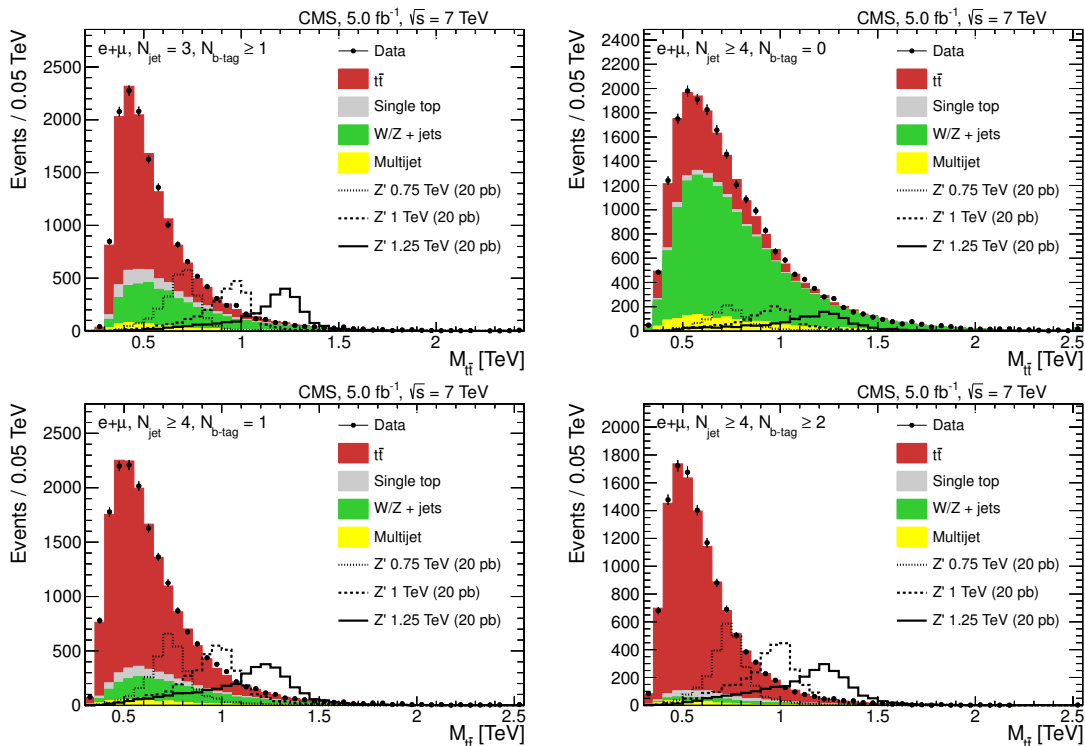 CMS, 5.0 fb⁻¹, √s = 7 TeV
Events / 0.05 TeV
e+μ, N_jet = 3, N_b-tag ≥ 1
Data
tt̄
Single top
W/Z + jets
Multijet
Z' 0.75 TeV (20 pb)
Z' 1 TeV (20 pb)
Z' 1.25 TeV (20 pb)
2500
2000
1500
1000
500
0
0.5 1 1.5 2
M_tt̄ [TeV]
CMS, 5.0 fb⁻¹, √s = 7 TeV
Events / 0.05 TeV
e+μ, N_jet ≥ 4, N_b-tag = 0
Data
tt̄
Single top
W/Z + jets
Multijet
Z' 0.75 TeV (20 pb)
Z' 1 TeV (20 pb)
Z' 1.25 TeV (20 pb)
2400
2200
2000
1800
1600
1400
1200
1000
800
600
400
200
0
0.5 1 1.5 2 2.5
M_tt̄ [TeV]
CMS, 5.0 fb⁻¹, √s = 7 TeV
Events / 0.05 TeV
e+μ, N_jet ≥ 4, N_b-tag = 1
Data
tt̄
Single top
W/Z + jets
Multijet
Z' 0.75 TeV (20 pb)
Z' 1 TeV (20 pb)
Z' 1.25 TeV (20 pb)
2500
2000
1500
1000
500
0
0.5 1 1.5 2 2.5
M_tt̄ [TeV]
CMS, 5.0 fb⁻¹, √s = 7 TeV
Events / 0.05 TeV
e+μ, N_jet ≥ 4, N_b-tag ≥ 2
Data
tt̄
Single top
W/Z + jets
Multijet
Z' 0.75 TeV (20 pb)
Z' 1 TeV (20 pb)
Z' 1.25 TeV (20 pb)
2000
1800
1600
1400
1200
1000
800
600
400
200
0
0.5 1 1.5 2 2.5
M_tt̄ [TeV]